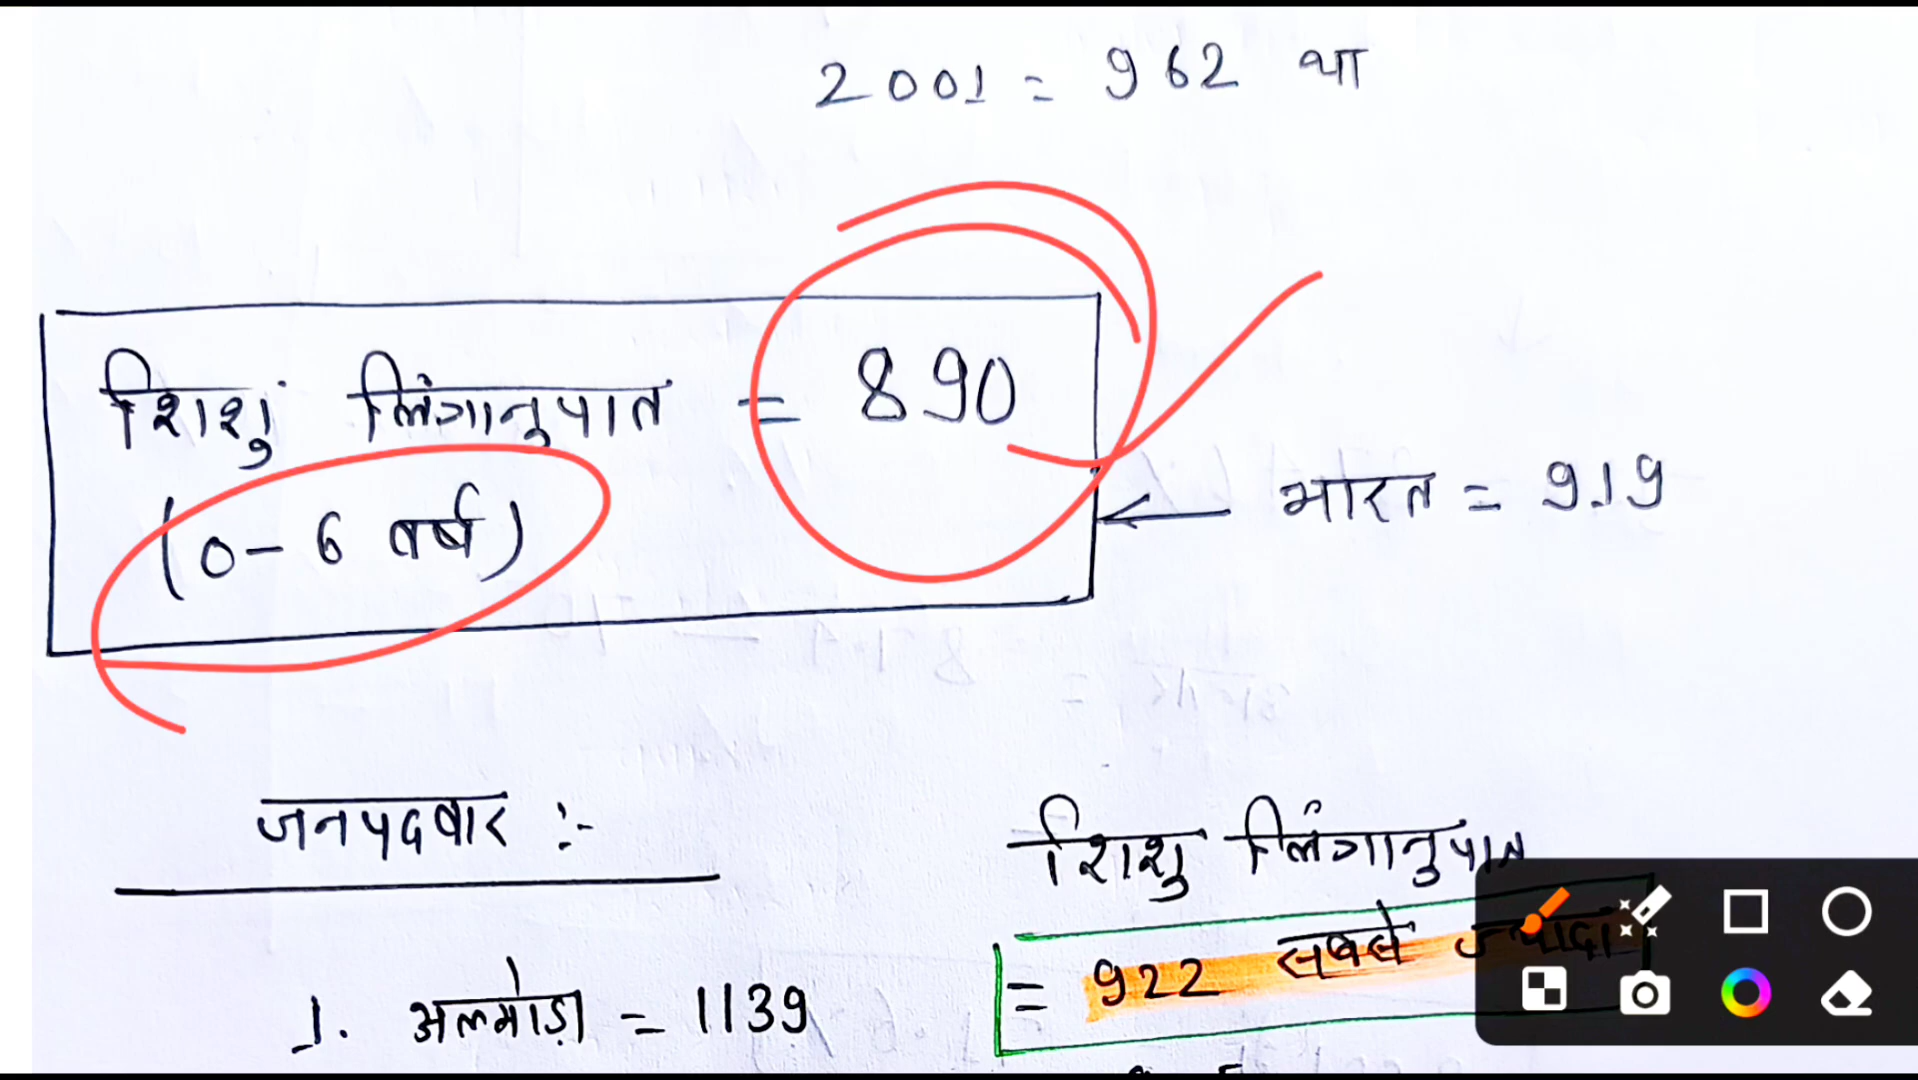 2001 = 962 था
शिशु लिंगानुपात = 890
(0-6 वर्ष)
भारत = 919
जनपदवार :-
शिशु लिंगानुपात
1. अल्मोड़ा = 1139
= 922 सबसे ज्यादा